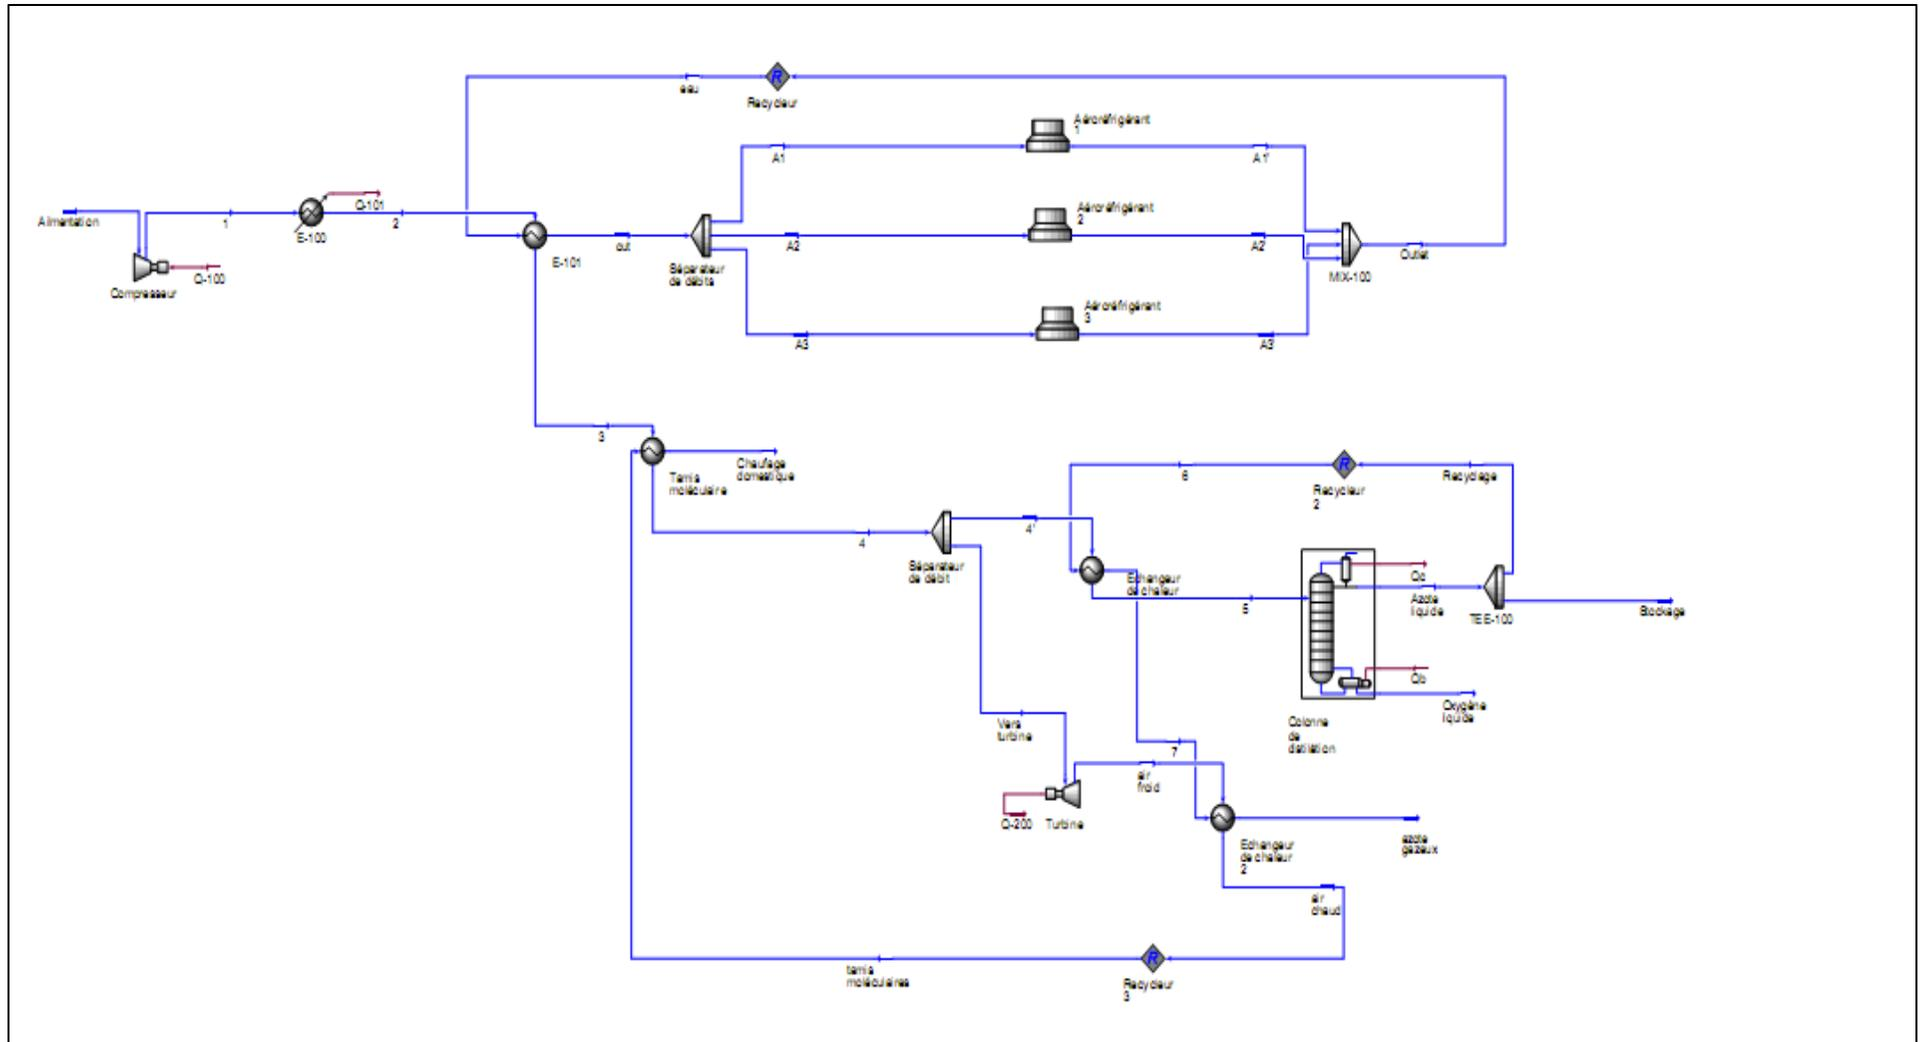 eau
Recycleur
Aéroréfrigérant
1
A1
A1'
Alimentation
1
Q-101
E-100
2
Aéroréfrigérant
2
out
A2
A2'
Outlet
E-101
Séparateur
de débits
MIX-100
Q-100
Compresseur
Aéroréfrigérant
3
A3
A3'
3
Chaufage
domestique
Tamis
moléculaire
6
Recycleur
2
Recyclage
4
4'
Séparateur
de débit
Echangeur
de chaleur
5
Qc
Azote
liquide
TEE-100
Stockage
Qb
Oxygène
liquide
Colonne
de
distilation
Vers
turbine
7
air
froid
Q-200
Turbine
Echangeur
de chaleur
2
azote
gazeux
air
chaud
tamis
moléculaires
Recycleur
3